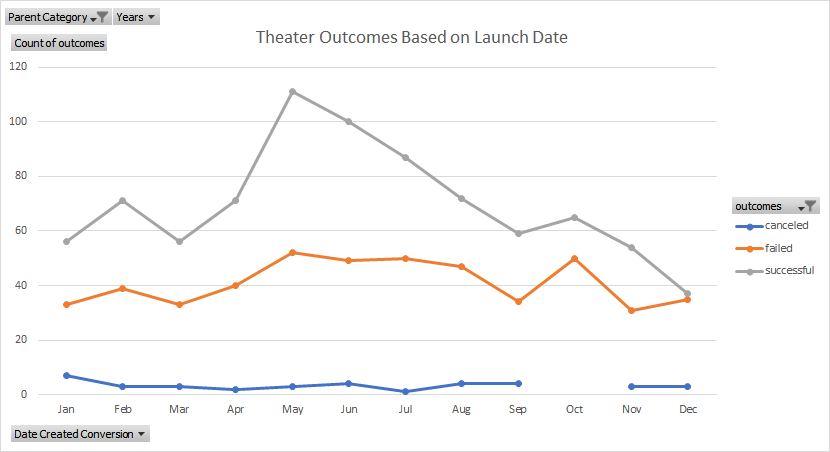 Parent Category Years
Theater Outcomes Based on Launch Date
Count of outcomes
120
100
80
60
40
20
0
Jan Feb Mar Apr May Jun Jul Aug Sep Oct Nov Dec
outcomes
canceled
failed
successful
Date Created Conversion